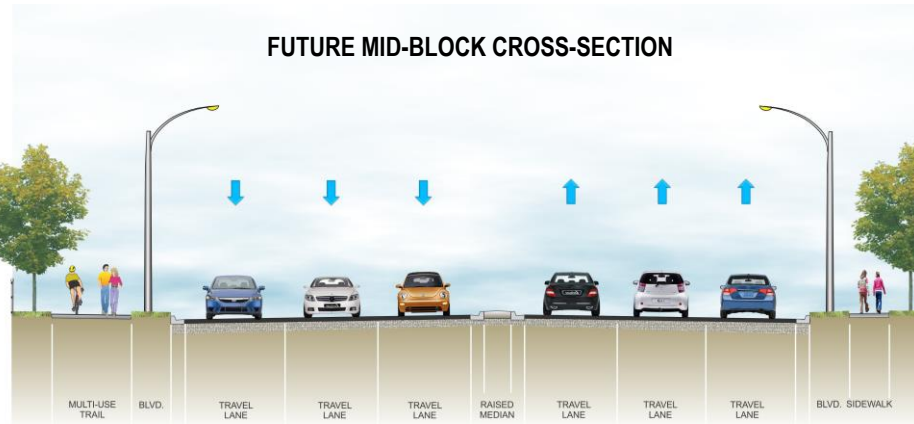 FUTURE MID-BLOCK CROSS-SECTION
MULTI-USE
TRAIL
BLVD.
TRAVEL
LANE
TRAVEL
LANE
TRAVEL
LANE
RAISED
MEDIAN
TRAVEL
LANE
TRAVEL
LANE
TRAVEL
LANE
BLVD.
SIDEWALK